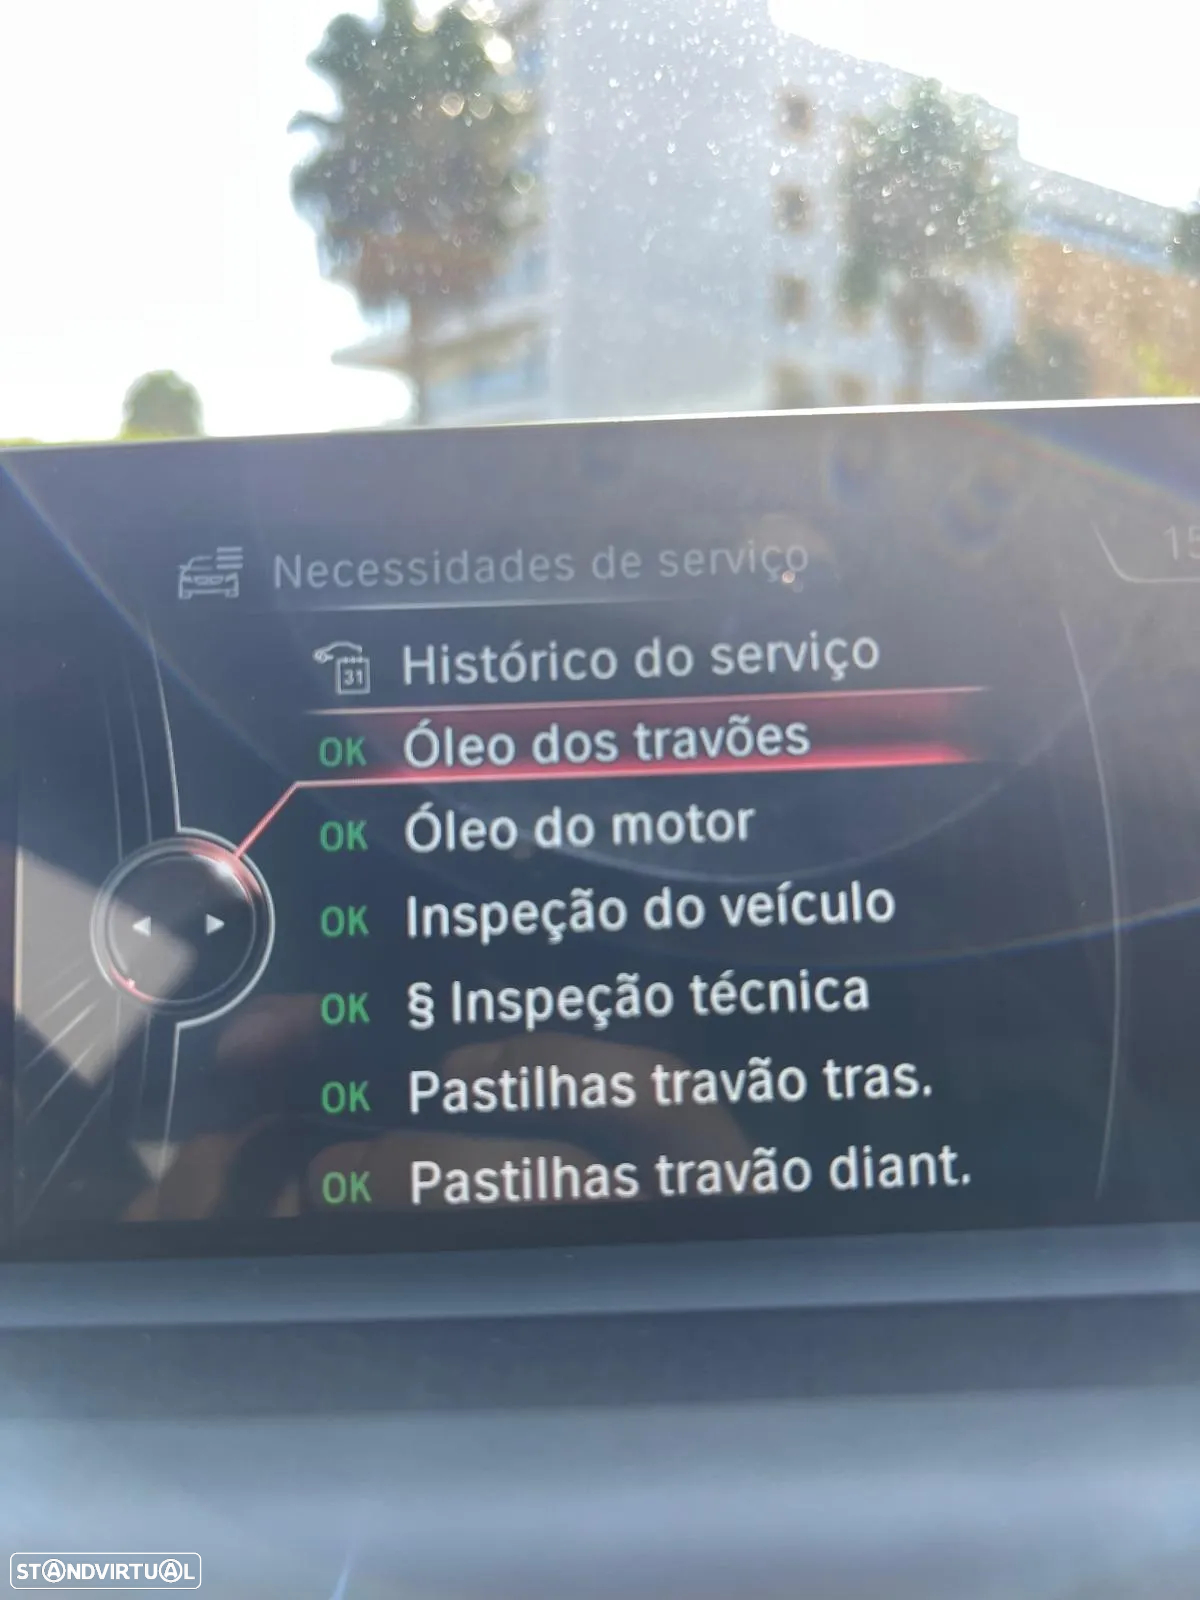 Necessidades de serviço
15
31
Histórico do serviço
OK Óleo dos travões
OK Óleo do motor
OK Inspeção do veículo
OK § Inspeção técnica
OK Pastilhas travão tras.
OK Pastilhas travão diant.
STANDVIRTUAL